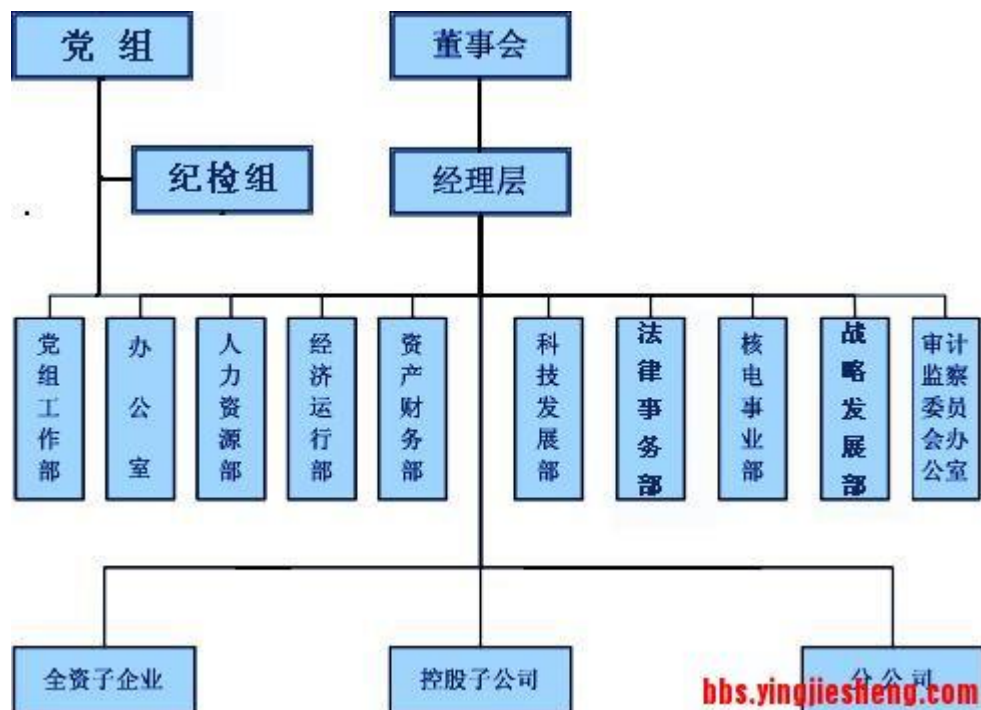 党组
董事会
纪检组
经理层
党组工作部
办公室
人力资源部
经济运行部
资产财务部
科技发展部
法律事务部
核电事业部
战略发展部
审计监察委员会办公室
全资子企业
控股子公司
分公司
bbs.yingjiesheng.com